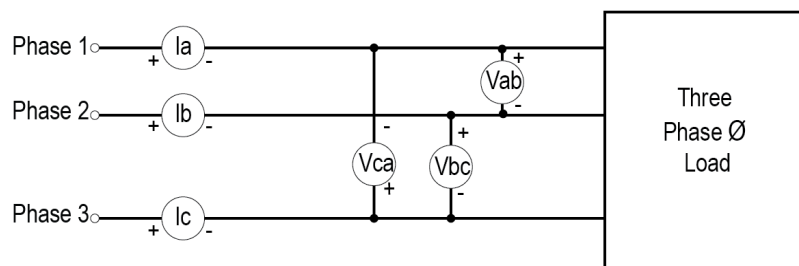 Phase 1
+ Ia -
+
Vab
-
Phase 2
+ Ib -
-
Vca
+
+
Vbc
-
Phase 3
+ Ic -
Three
Phase Ø
Load